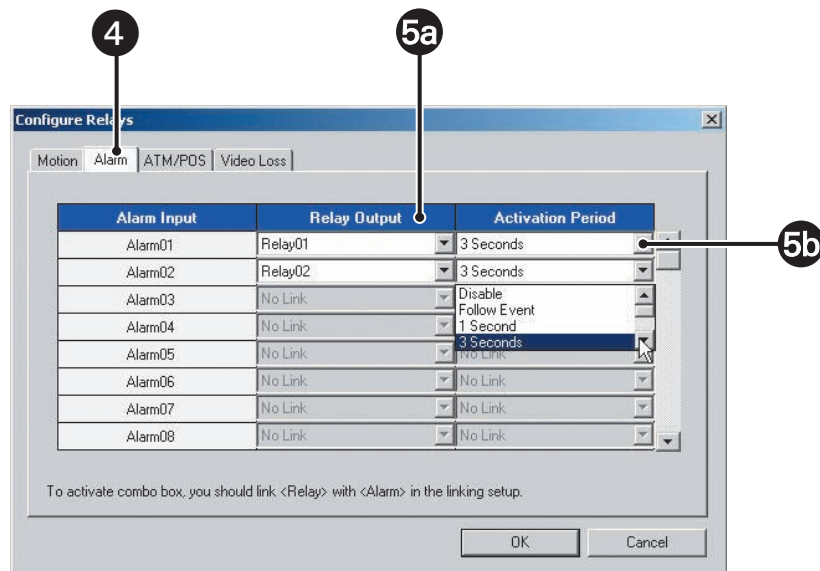 4
5a
Configure Relays
Motion Alarm ATM/POS Video Loss
Alarm Input Relay Output Activation Period
Alarm01 Relay01 3 Seconds
5b
Alarm02 Relay02 3 Seconds
Alarm03 No Link Disable
Follow Event
Alarm04 No Link 1 Second
3 Seconds
Alarm05 No Link No Link
Alarm06 No Link No Link
Alarm07 No Link No Link
Alarm08 No Link No Link
To activate combo box, you should link <Relay> with <Alarm> in the linking setup.
OK Cancel